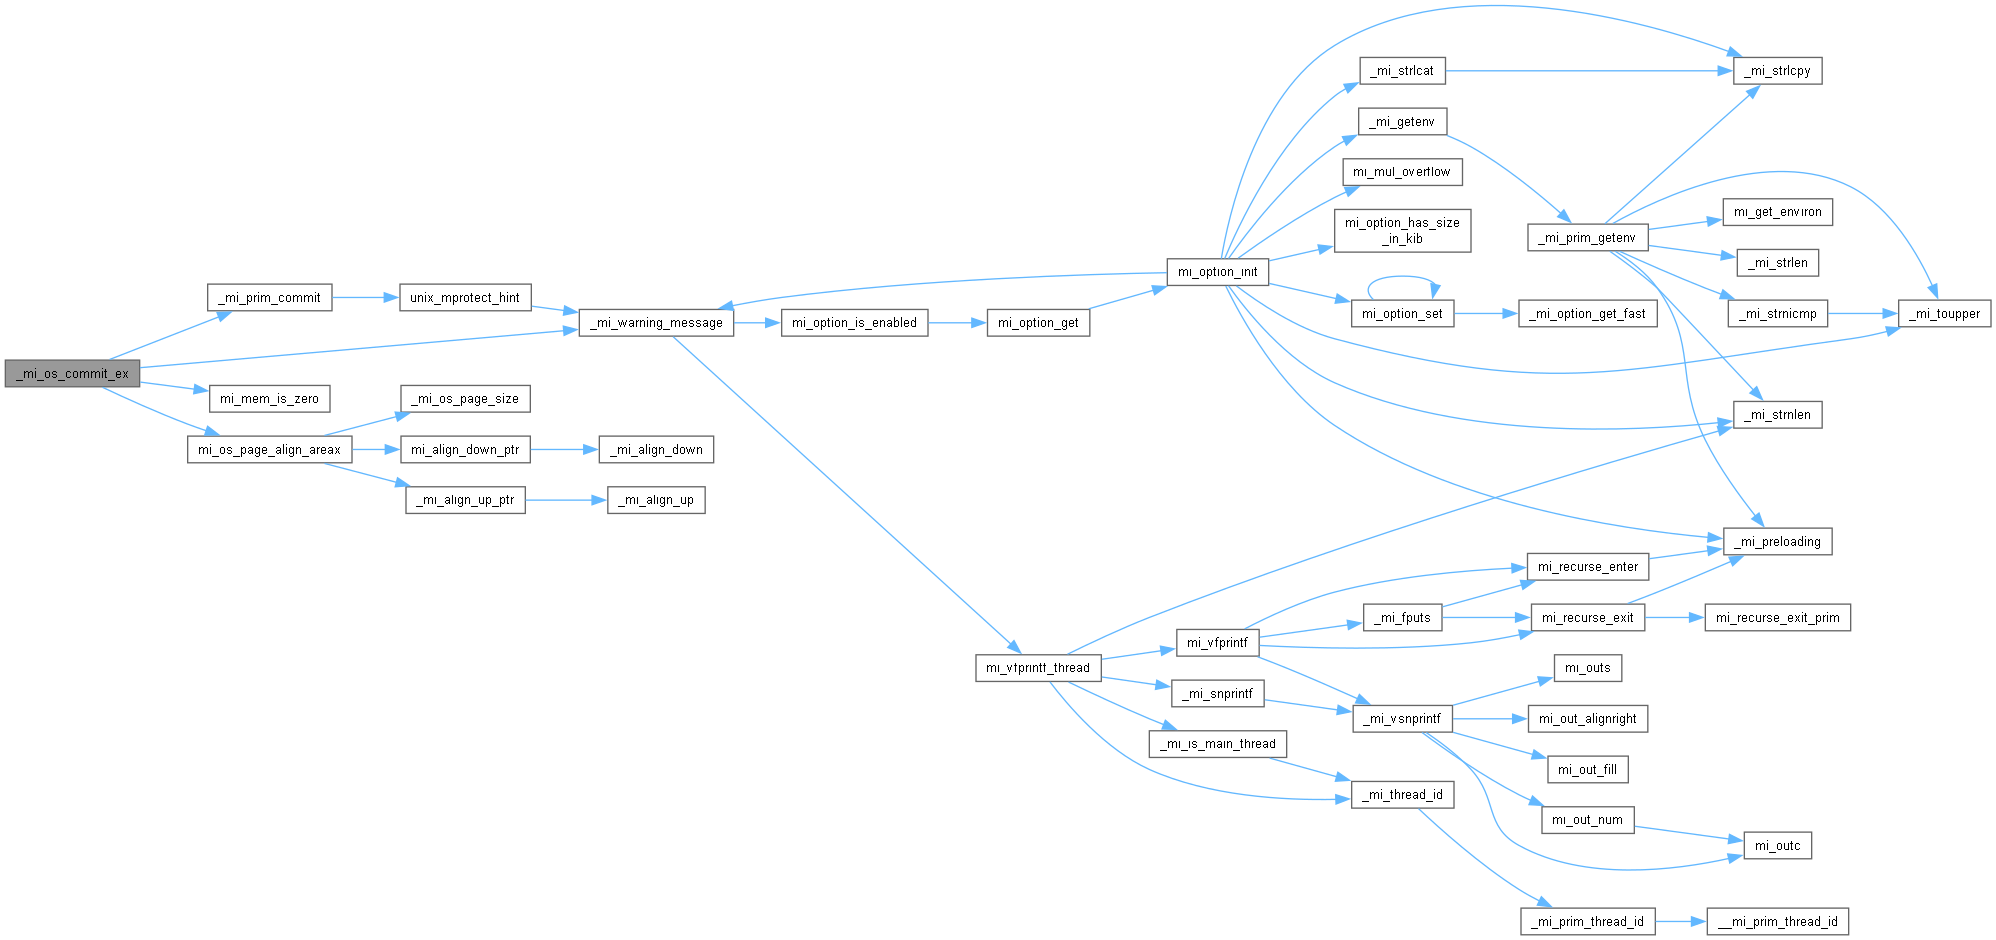 _mi_os_commit_ex
_mi_prim_commit
mi_mem_is_zero
mi_os_page_align_areax
unix_mprotect_hint
_mi_os_page_size
mi_align_down_ptr
_mi_align_up_ptr
_mi_warning_message
_mi_align_down
_mi_align_up
mi_option_is_enabled
mi_option_get
mi_vfprintf_thread
mi_option_init
mi_vfprintf
_mi_snprintf
_mi_is_main_thread
_mi_strlcat
_mi_getenv
mi_mul_overflow
mi_option_has_size
_in_kib
mi_option_set
_mi_fputs
_mi_vsnprintf
_mi_thread_id
_mi_prim_getenv
_mi_option_get_fast
mi_recurse_enter
mi_recurse_exit
mi_outs
mi_out_alignright
mi_out_fill
mi_out_num
_mi_prim_thread_id
_mi_strlcpy
mi_get_environ
_mi_strlen
_mi_strnicmp
_mi_strnlen
_mi_preloading
mi_recurse_exit_prim
mi_outc
__mi_prim_thread_id
_mi_toupper